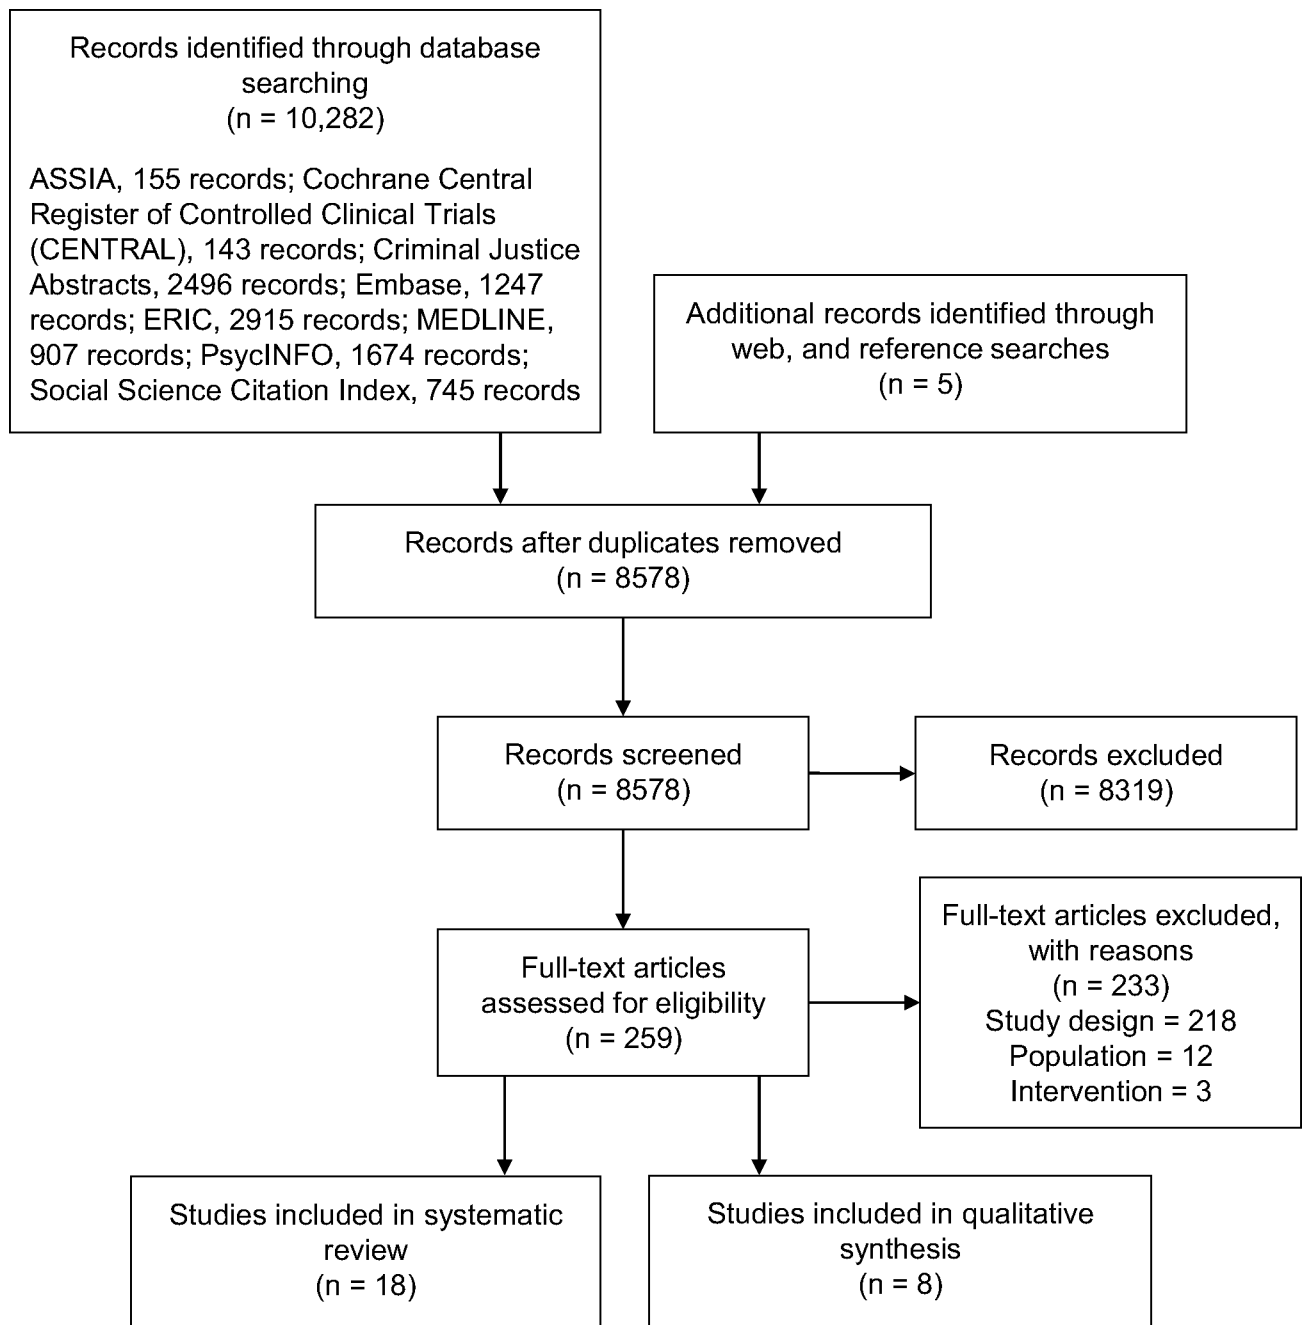 Records identified through database
searching
(n = 10,282)
ASSIA, 155 records; Cochrane Central
Register of Controlled Clinical Trials
(CENTRAL), 143 records; Criminal Justice
Abstracts, 2496 records; Embase, 1247
records; ERIC, 2915 records; MEDLINE,
907 records; PsycINFO, 1674 records;
Social Science Citation Index, 745 records
Additional records identified through
web, and reference searches
(n = 5)
Records after duplicates removed
(n = 8578)
Records screened
(n = 8578)
Records excluded
(n = 8319)
Full-text articles
assessed for eligibility
(n = 259)
Full-text articles excluded,
with reasons
(n = 233)
Study design = 218
Population = 12
Intervention = 3
Studies included in systematic
review
(n = 18)
Studies included in qualitative
synthesis
(n = 8)